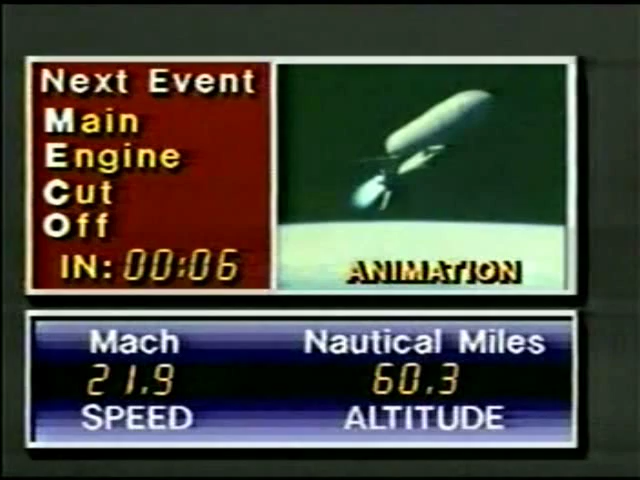 Next Event
Main
Engine
Cut
Off
IN: 00:06
ANIMATION
Mach
21.9
SPEED
Nautical Miles
60.3
ALTITUDE